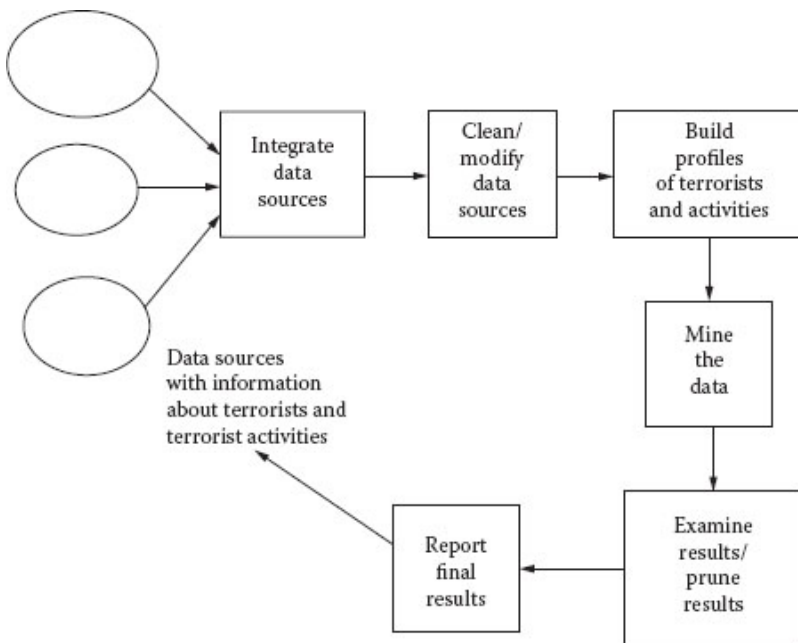 Integrate
data
sources
Clean/
modify
data
sources
Build
profiles
of terrorists
and activities
Mine
the
data
Data sources
with information
about terrorists and
terrorist activities
Report
final
results
Examine
results/
prune
results